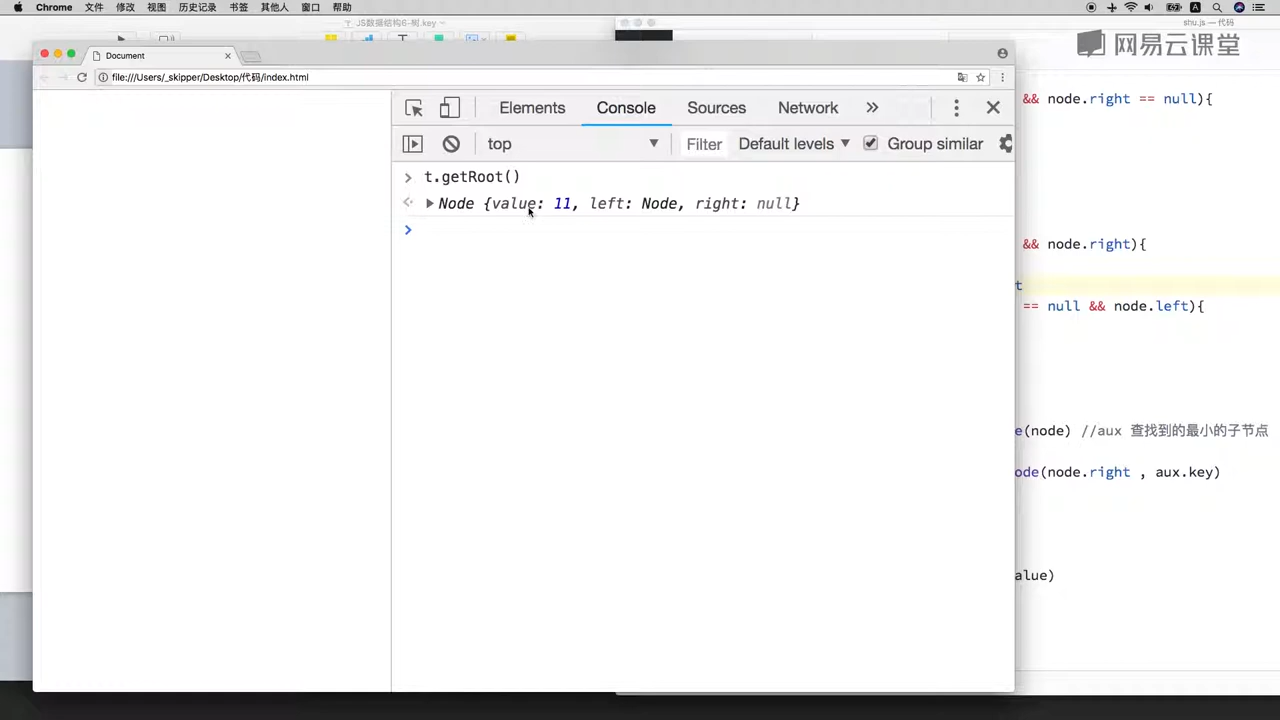 Chrome 文件 修改 视图 历史记录 书签 其他人 窗口 帮助
JS数据结构6-树.key
shu.js — 代码
网易云课堂
Document
file:///Users/_skipper/Desktop/代码/index.html
Elements Console Sources Network
top Filter Default levels Group similar
t.getRoot()
Node {value: 11, left: Node, right: null}
&& node.right == null){
&& node.right){
t
== null && node.left){
e(node) //aux 查找到的最小的子节点
ode(node.right , aux.key)
alue)